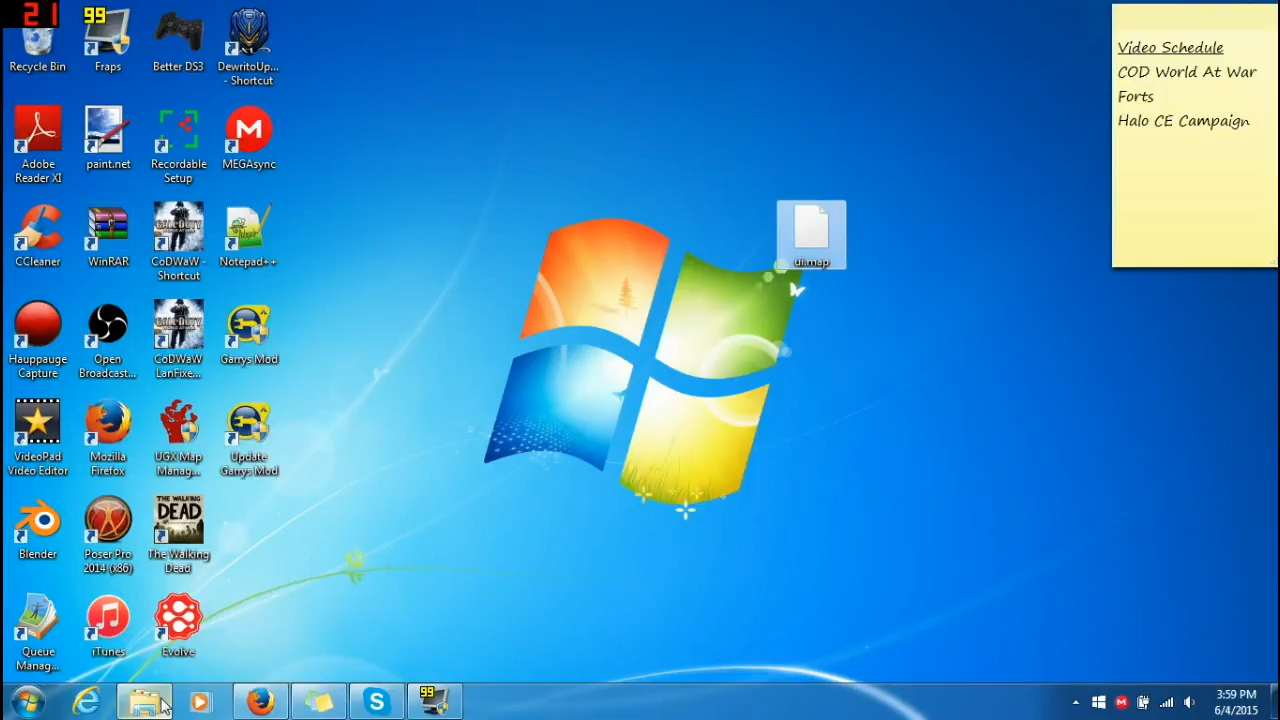 21
99
Recycle Bin
Fraps
Better DS3
DewritoUp...
- Shortcut
Adobe
Reader XI
paint.net
Recordable
Setup
MEGAsync
CCleaner
WinRAR
CoDWaW -
Shortcut
Notepad++
Hauppauge
Capture
Open
Broadcast...
CoDWaW
LanFixe...
Garrys Mod
VideoPad
Video Editor
Mozilla
Firefox
UGX Map
Manag...
Update
Garrys Mod
Blender
Poser Pro
2014 (x86)
THE WALKING
DEAD
The Walking
Dead
Queue
Manag...
iTunes
Evolve
ui.map
Video Schedule
COD World At War
Forts
Halo CE Campaign
99
3:59 PM
6/4/2015